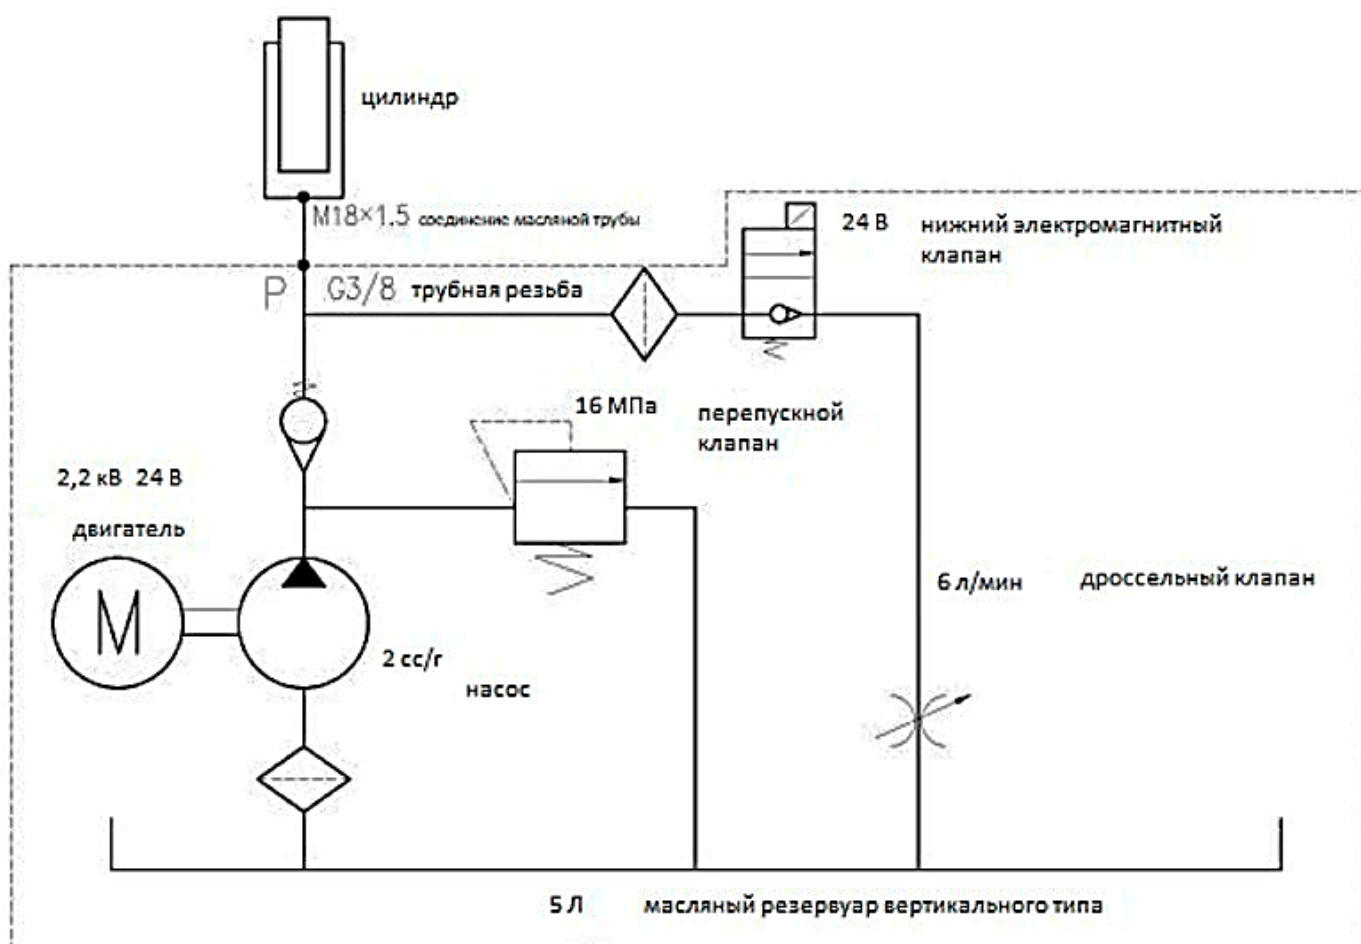 цилиндр
M18×1.5 соединение масляной трубы
24 В
нижний электромагнитный
клапан
P
G3/8 трубная резьба
16 МПа
перепускной
клапан
2,2 кВ 24 В
двигатель
M
6 л/мин
дроссельный клапан
2 сс/г
насос
5 Л
масляный резервуар вертикального типа